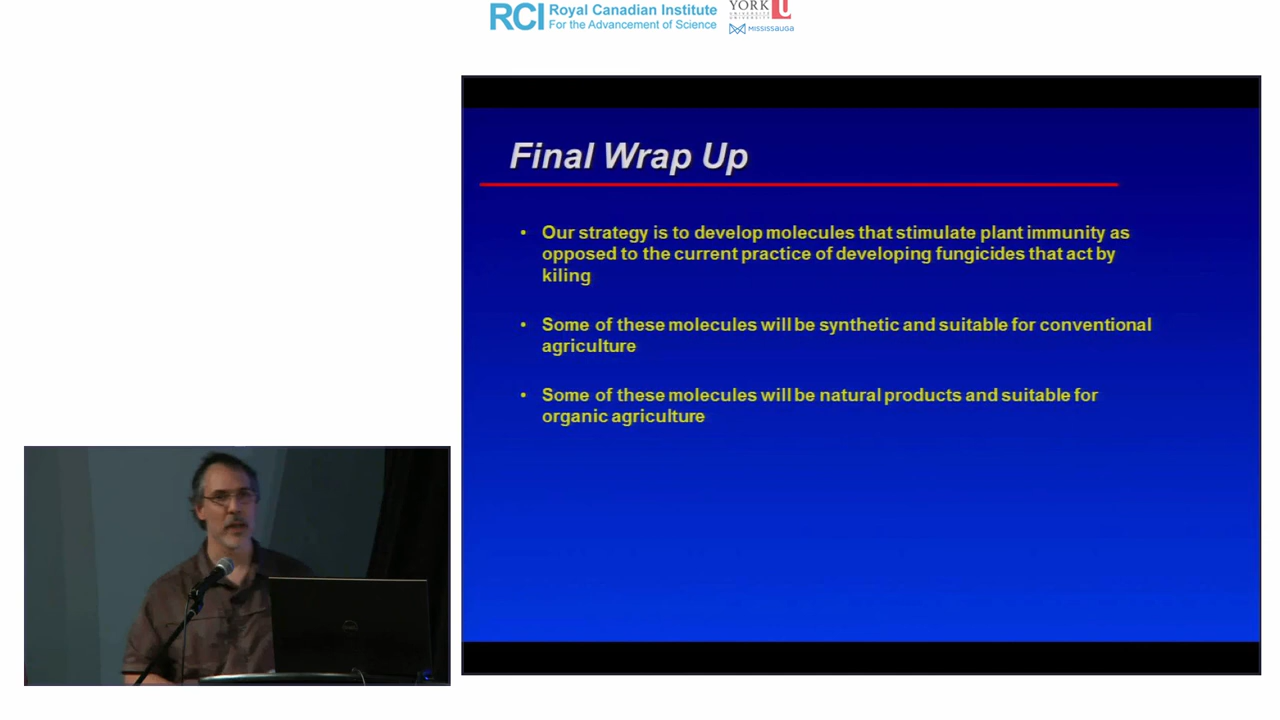 RCI Royal Canadian Institute
For the Advancement of Science
YORK U
UNIVERSITÉ
UNIVERSITY
MISSISSAUGA
Final Wrap Up
• Our strategy is to develop molecules that stimulate plant immunity as
opposed to the current practice of developing fungicides that act by
kiling
• Some of these molecules will be synthetic and suitable for conventional
agriculture
• Some of these molecules will be natural products and suitable for
organic agriculture